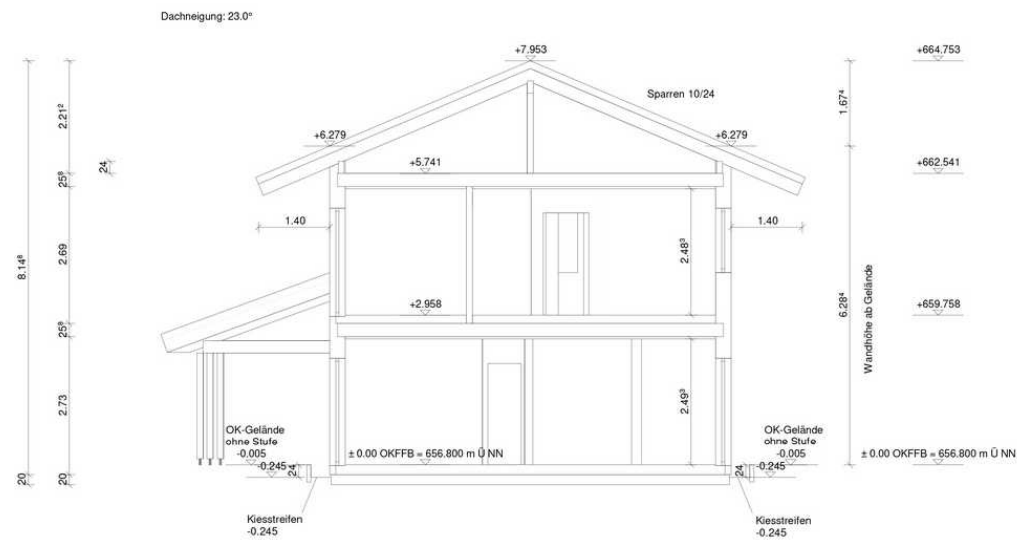 Dachneigung: 23.0°
+7.953
+664.753
Sparren 10/24
2.21²
1.67⁴
+6.279
+6.279
24
+5.741
+662.541
25⁸
1.40
1.40
8.14⁸
2.69
2.48³
6.28⁴
Wandhöhe ab Gelände
+2.958
+659.758
25⁸
2.73
2.49³
OK-Gelände
ohne Stufe
-0.005
-0.245
24
± 0.00 OKFFB = 656.800 m Ü NN
OK-Gelände
ohne Stufe
-0.005
-0.245
24
± 0.00 OKFFB = 656.800 m Ü NN
20
20
Kiesstreifen
-0.245
Kiesstreifen
-0.245